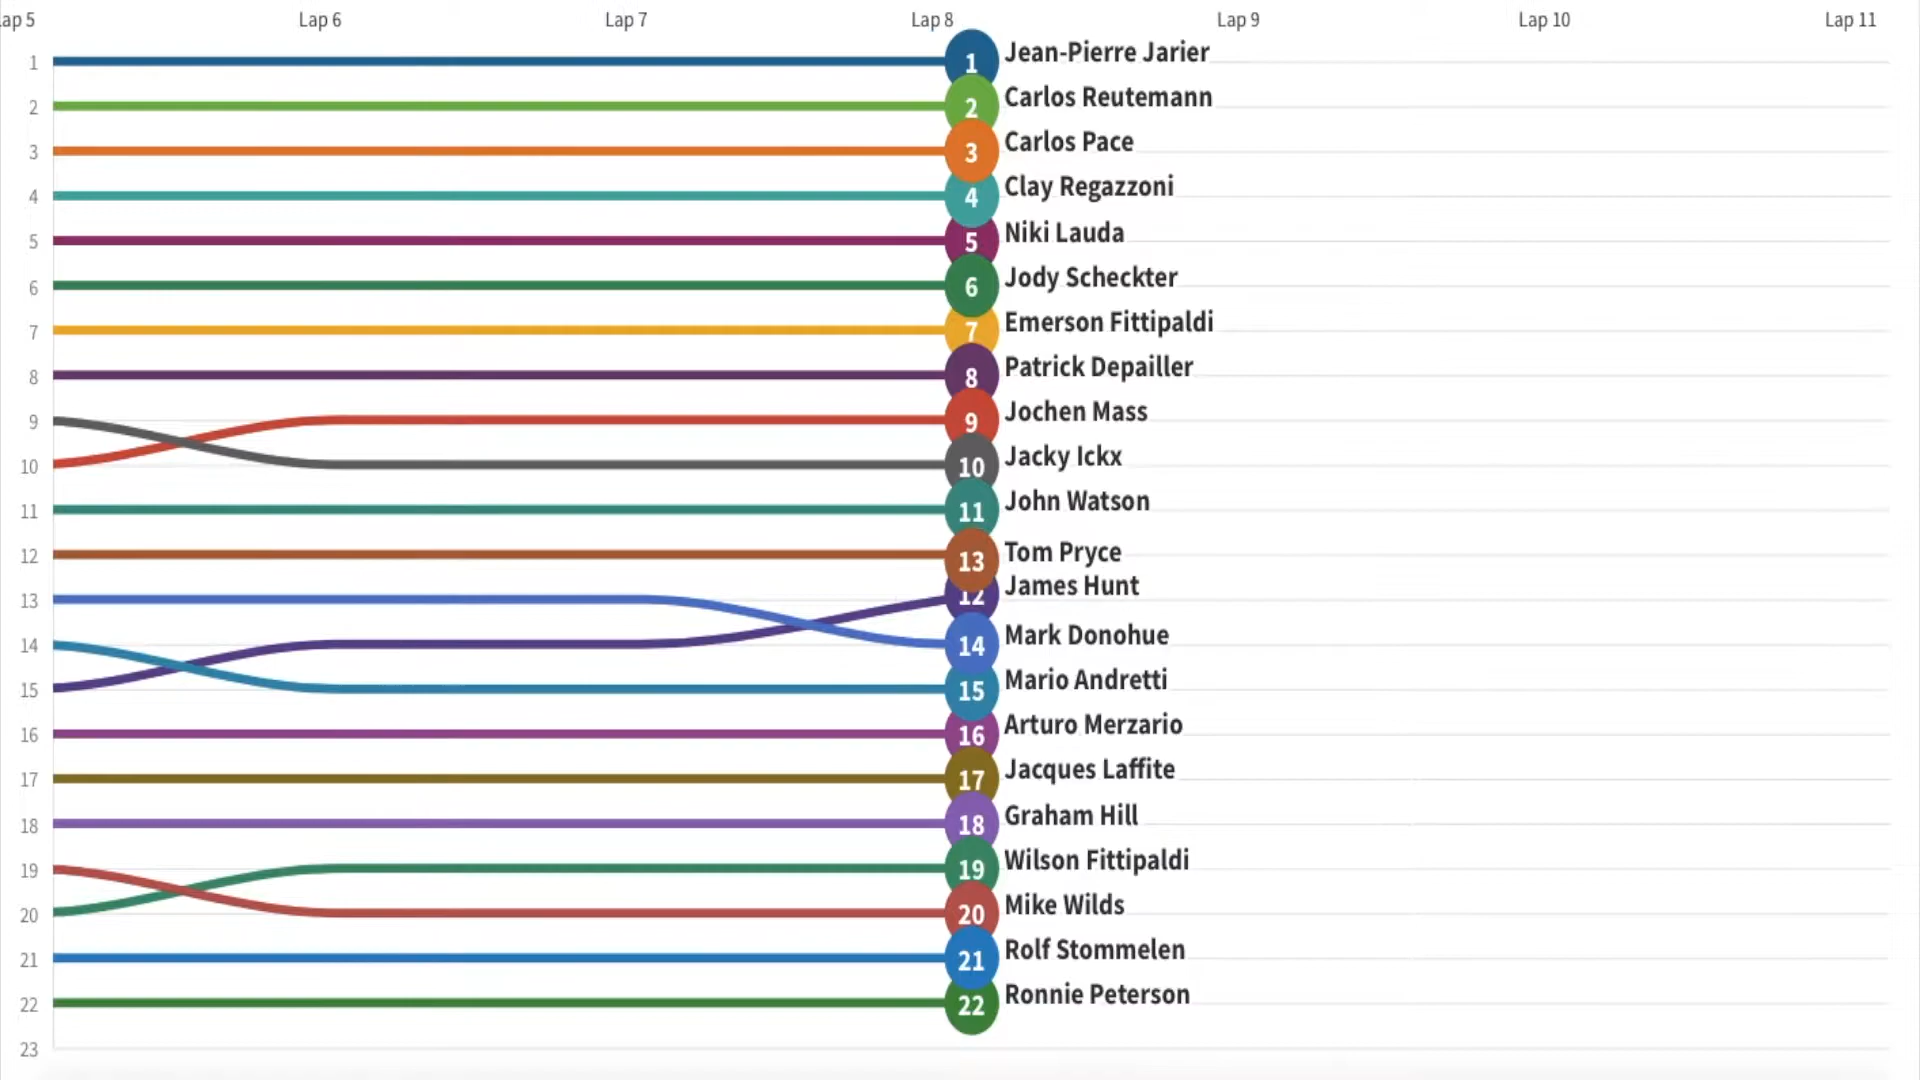 ap 5 Lap 6 Lap 7 Lap 8 Lap 9 Lap 10 Lap 11
1 1 Jean-Pierre Jarier
2 2 Carlos Reutemann
3 3 Carlos Pace
4 4 Clay Regazzoni
5 5 Niki Lauda
6 6 Jody Scheckter
7 7 Emerson Fittipaldi
8 8 Patrick Depailler
9 9 Jochen Mass
10 10 Jacky Ickx
11 11 John Watson
12 13 Tom Pryce
13 12 James Hunt
14 14 Mark Donohue
15 15 Mario Andretti
16 16 Arturo Merzario
17 17 Jacques Laffite
18 18 Graham Hill
19 19 Wilson Fittipaldi
20 20 Mike Wilds
21 21 Rolf Stommelen
22 22 Ronnie Peterson
23